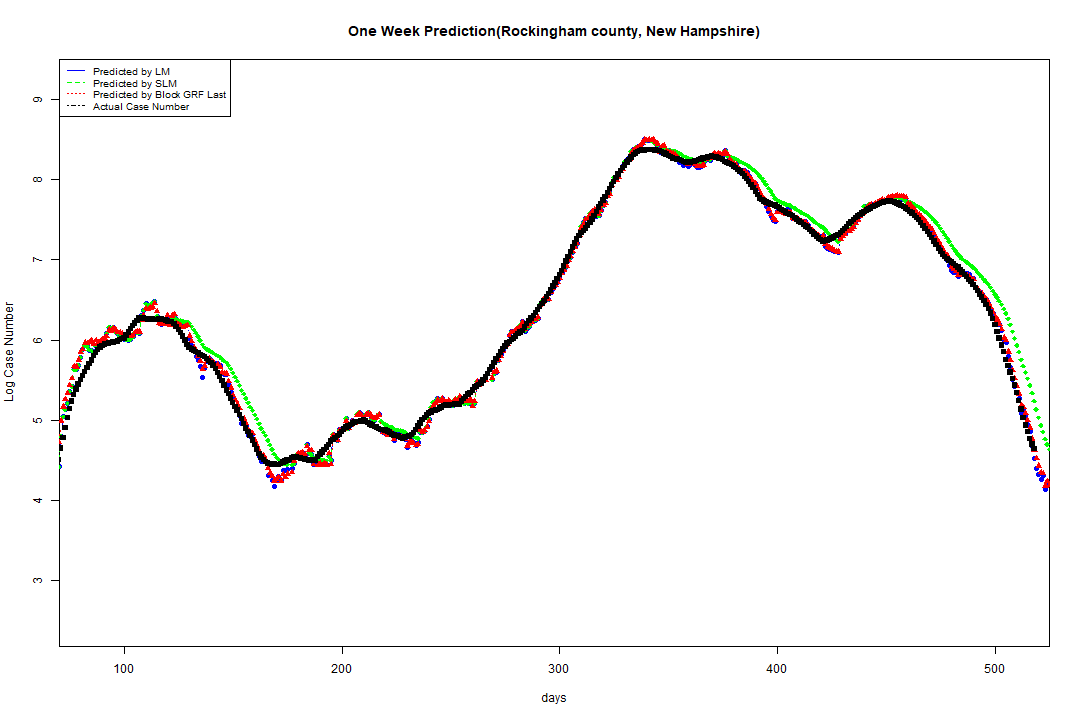 One Week Prediction(Rockingham county, New Hampshire)
Predicted by LM
Predicted by SLM
Predicted by Block GRF Last
Actual Case Number
Log Case Number
9
8
7
6
5
4
3
100 200 300 400 500
days